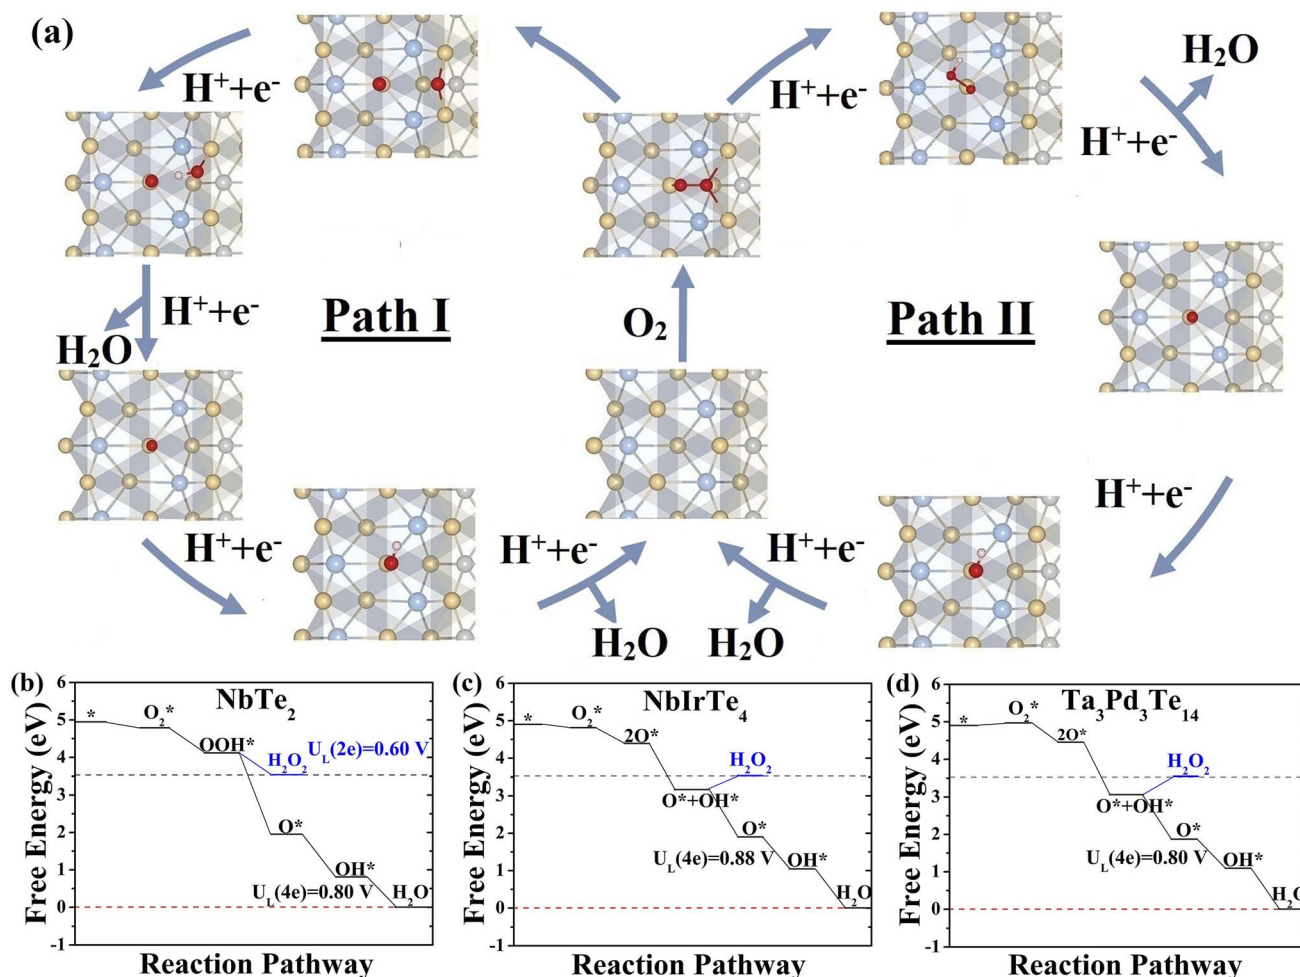 (a)
H⁺+e⁻
H⁺+e⁻
H₂O
H⁺+e⁻
H⁺+e⁻
H₂O
Path I
O₂
Path II
H⁺+e⁻
H⁺+e⁻
H⁺+e⁻
H⁺+e⁻
H₂O
H₂O
(b)
NbTe₂
Free Energy (eV)
6
5
4
3
2
1
0
-1
*
O₂*
OOH*
H₂O₂
U_L(2e)=0.60 V
O*
OH*
U_L(4e)=0.80 V
H₂O
Reaction Pathway
(c)
NbIrTe₄
Free Energy (eV)
6
5
4
3
2
1
0
-1
*
O₂*
2O*
H₂O₂
O*+OH*
O*
U_L(4e)=0.88 V
OH*
H₂O
Reaction Pathway
(d)
Ta₃Pd₃Te₁₄
Free Energy (eV)
6
5
4
3
2
1
0
-1
*
O₂*
2O*
H₂O₂
O*+OH*
O*
U_L(4e)=0.80 V
OH*
H₂O
Reaction Pathway